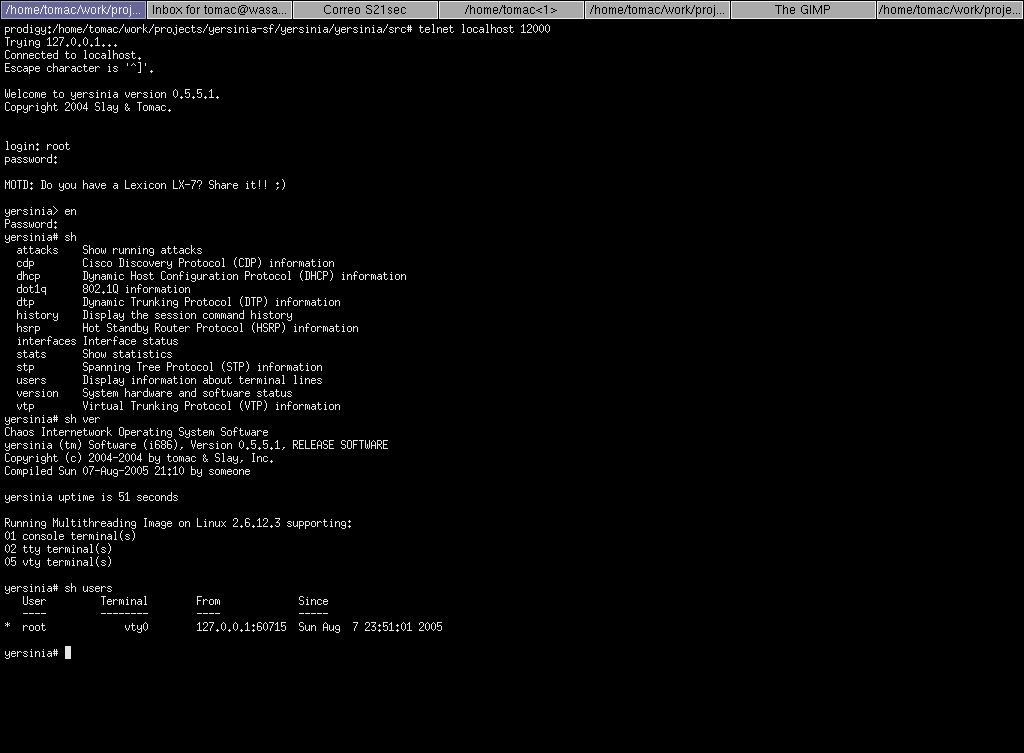 /home/tomac/work/proj... Inbox for tomac@wasa... Correo S21sec /home/tomac<1> /home/tomac/work/proj... The GIMP /home/tomac/work/proje...
prodigy:/home/tomac/work/projects/yersinia-sf/yersinia/yersinia/src# telnet localhost 12000
Trying 127.0.0.1...
Connected to localhost.
Escape character is '^]'.
Welcome to yersinia version 0.5.5.1.
Copyright 2004 Slay & Tomac.
login: root
password:
MOTD: Do you have a Lexicon LX-7? Share it!! ;)
yersinia> en
Password:
yersinia# sh
attacks Show running attacks
cdp Cisco Discovery Protocol (CDP) information
dhcp Dynamic Host Configuration Protocol (DHCP) information
dot1q 802.1Q information
dtp Dynamic Trunking Protocol (DTP) information
history Display the session command history
hsrp Hot Standby Router Protocol (HSRP) information
interfaces Interface status
stats Show statistics
stp Spanning Tree Protocol (STP) information
users Display information about terminal lines
version System hardware and software status
vtp Virtual Trunking Protocol (VTP) information
yersinia# sh ver
Chaos Internetwork Operating System Software
yersinia (tm) Software (i686), Version 0.5.5.1, RELEASE SOFTWARE
Copyright (c) 2004-2004 by tomac & Slay, Inc.
Compiled Sun 07-Aug-2005 21:10 by someone
yersinia uptime is 51 seconds
Running Multithreading Image on Linux 2.6.12.3 supporting:
01 console terminal(s)
02 tty terminal(s)
05 vty terminal(s)
yersinia# sh users
User Terminal From Since
---- -------- ---- -----
* root vty0 127.0.0.1:60715 Sun Aug 7 23:51:01 2005
yersinia#